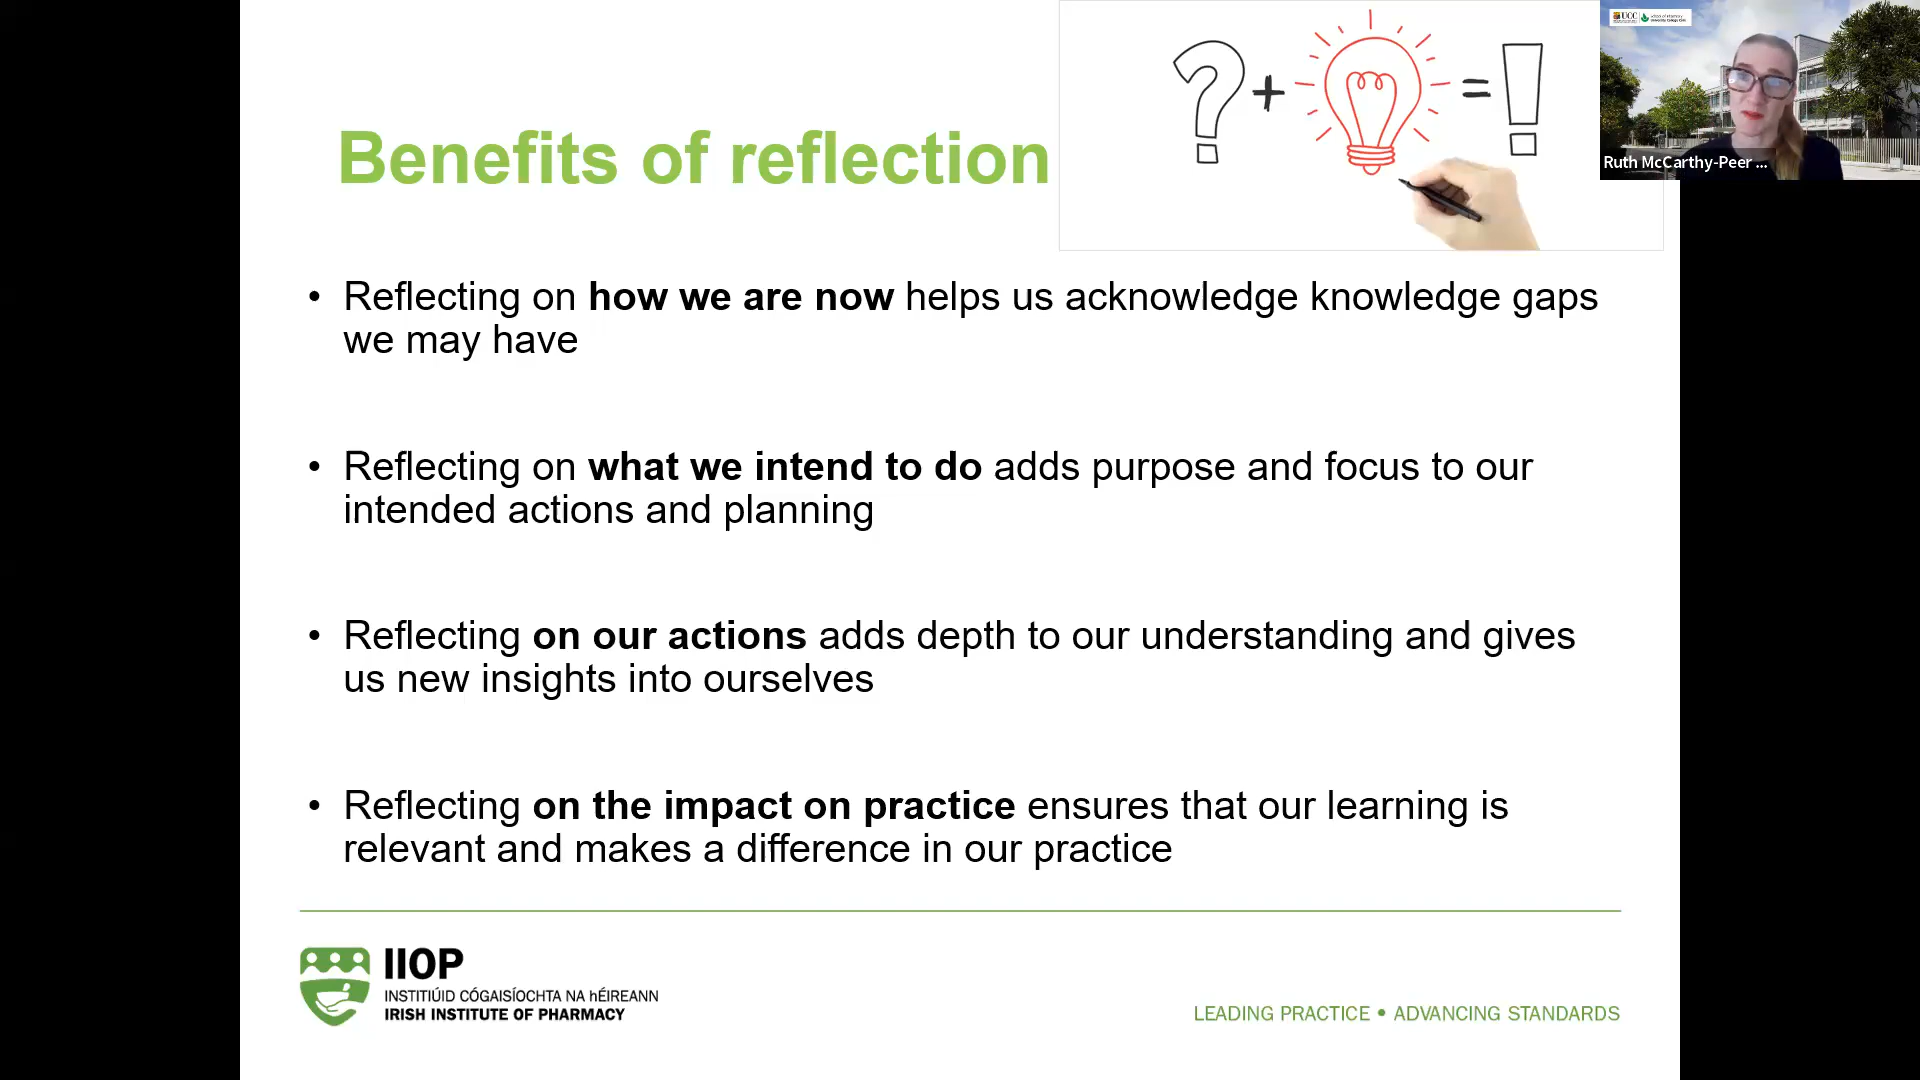 Benefits of reflection
? + = !
UCC
Ruth McCarthy-Peer ...
• Reflecting on how we are now helps us acknowledge knowledge gaps
we may have
• Reflecting on what we intend to do adds purpose and focus to our
intended actions and planning
• Reflecting on our actions adds depth to our understanding and gives
us new insights into ourselves
• Reflecting on the impact on practice ensures that our learning is
relevant and makes a difference in our practice
IIOP
INSTITIÚID CÓGAISÍOCHTA NA hÉIREANN
IRISH INSTITUTE OF PHARMACY
LEADING PRACTICE • ADVANCING STANDARDS